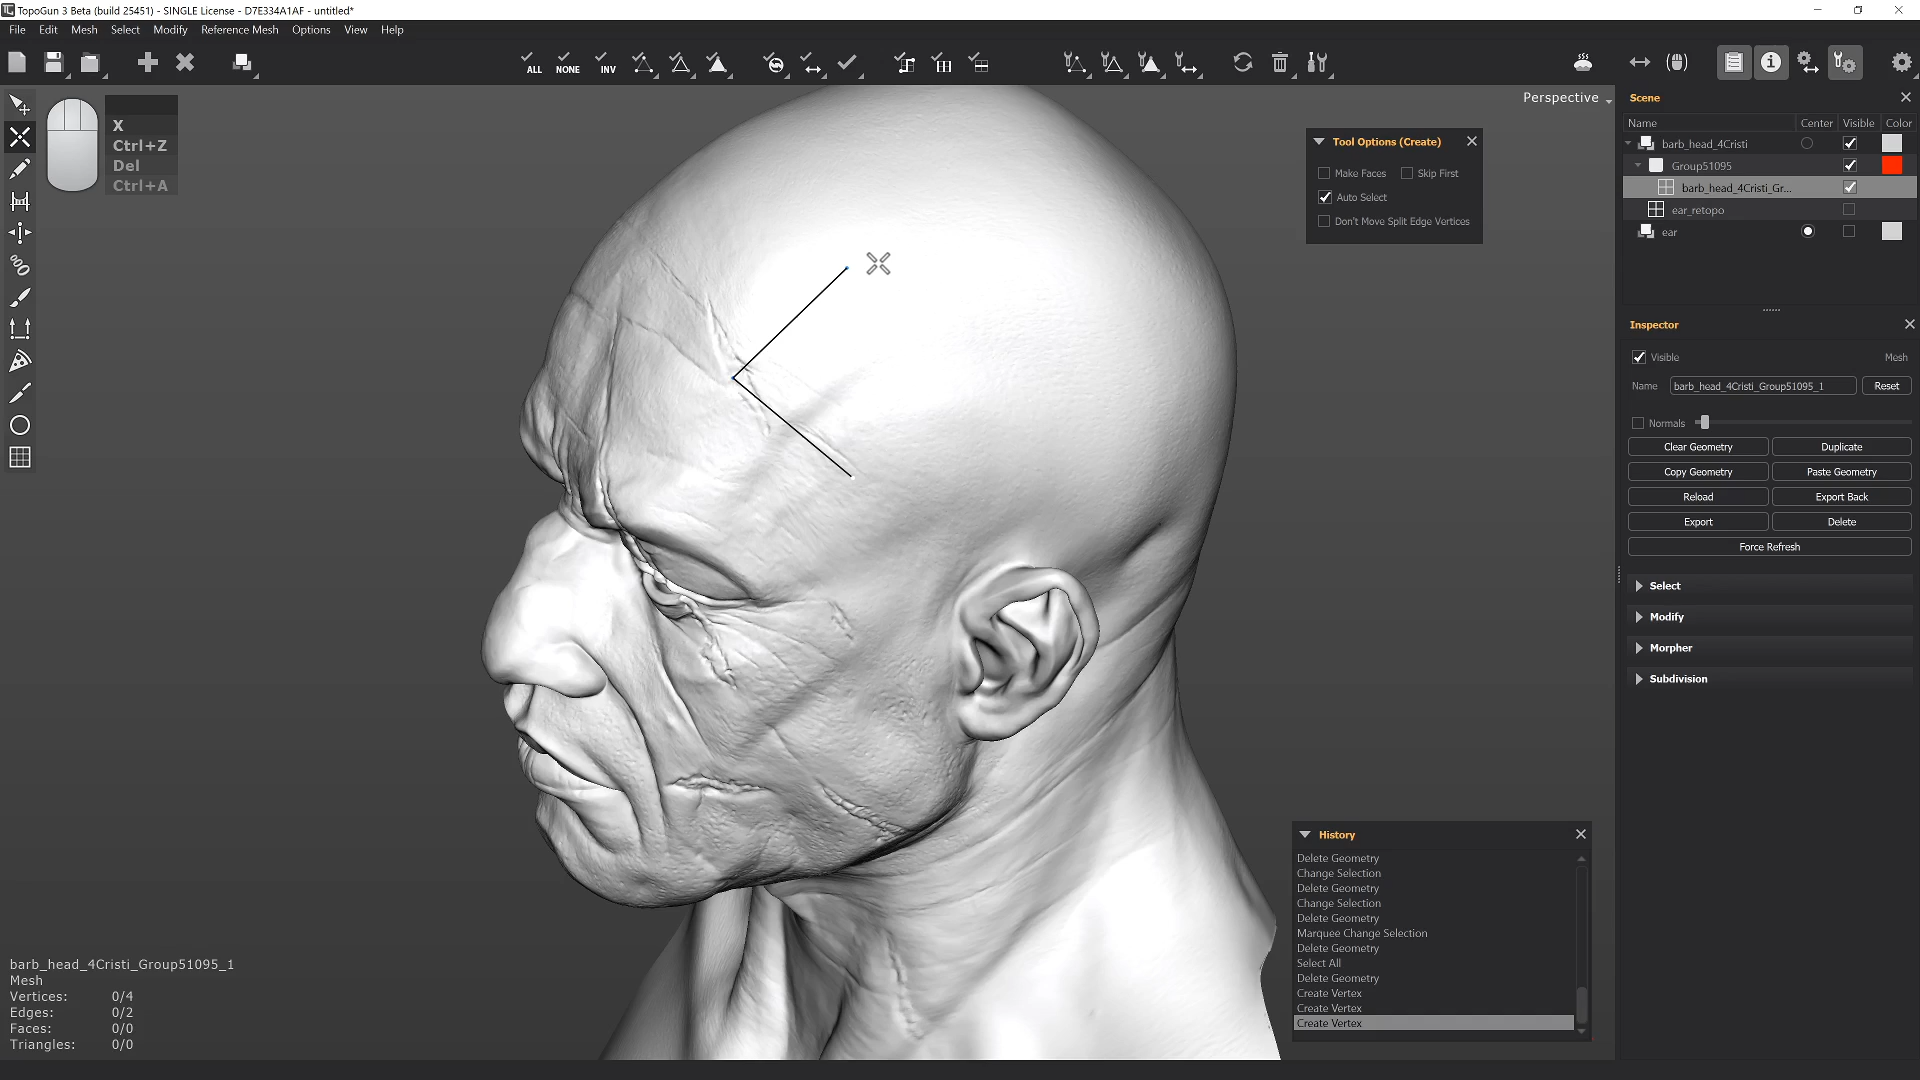 TopoGun 3 Beta (build 25451) - SINGLE License - D7E334A1AF - untitled*
File Edit Mesh Select Modify Reference Mesh Options View Help
ALL NONE INV
X
Ctrl+Z
Del
Ctrl+A
Perspective
Tool Options (Create)
Make Faces Skip First
Auto Select
Don't Move Split Edge Vertices
Scene
Name Center Visible Color
barb_head_4Cristi
Group51095
barb_head_4Cristi_Gr...
ear_retopo
ear
Inspector
Visible Mesh
Name barb_head_4Cristi_Group51095_1 Reset
Normals
Clear Geometry Duplicate
Copy Geometry Paste Geometry
Reload Export Back
Export Delete
Force Refresh
Select
Modify
Morpher
Subdivision
History
Delete Geometry
Change Selection
Delete Geometry
Change Selection
Delete Geometry
Marquee Change Selection
Delete Geometry
Select All
Delete Geometry
Create Vertex
Create Vertex
Create Vertex
barb_head_4Cristi_Group51095_1
Mesh
Vertices: 0/4
Edges: 0/2
Faces: 0/0
Triangles: 0/0